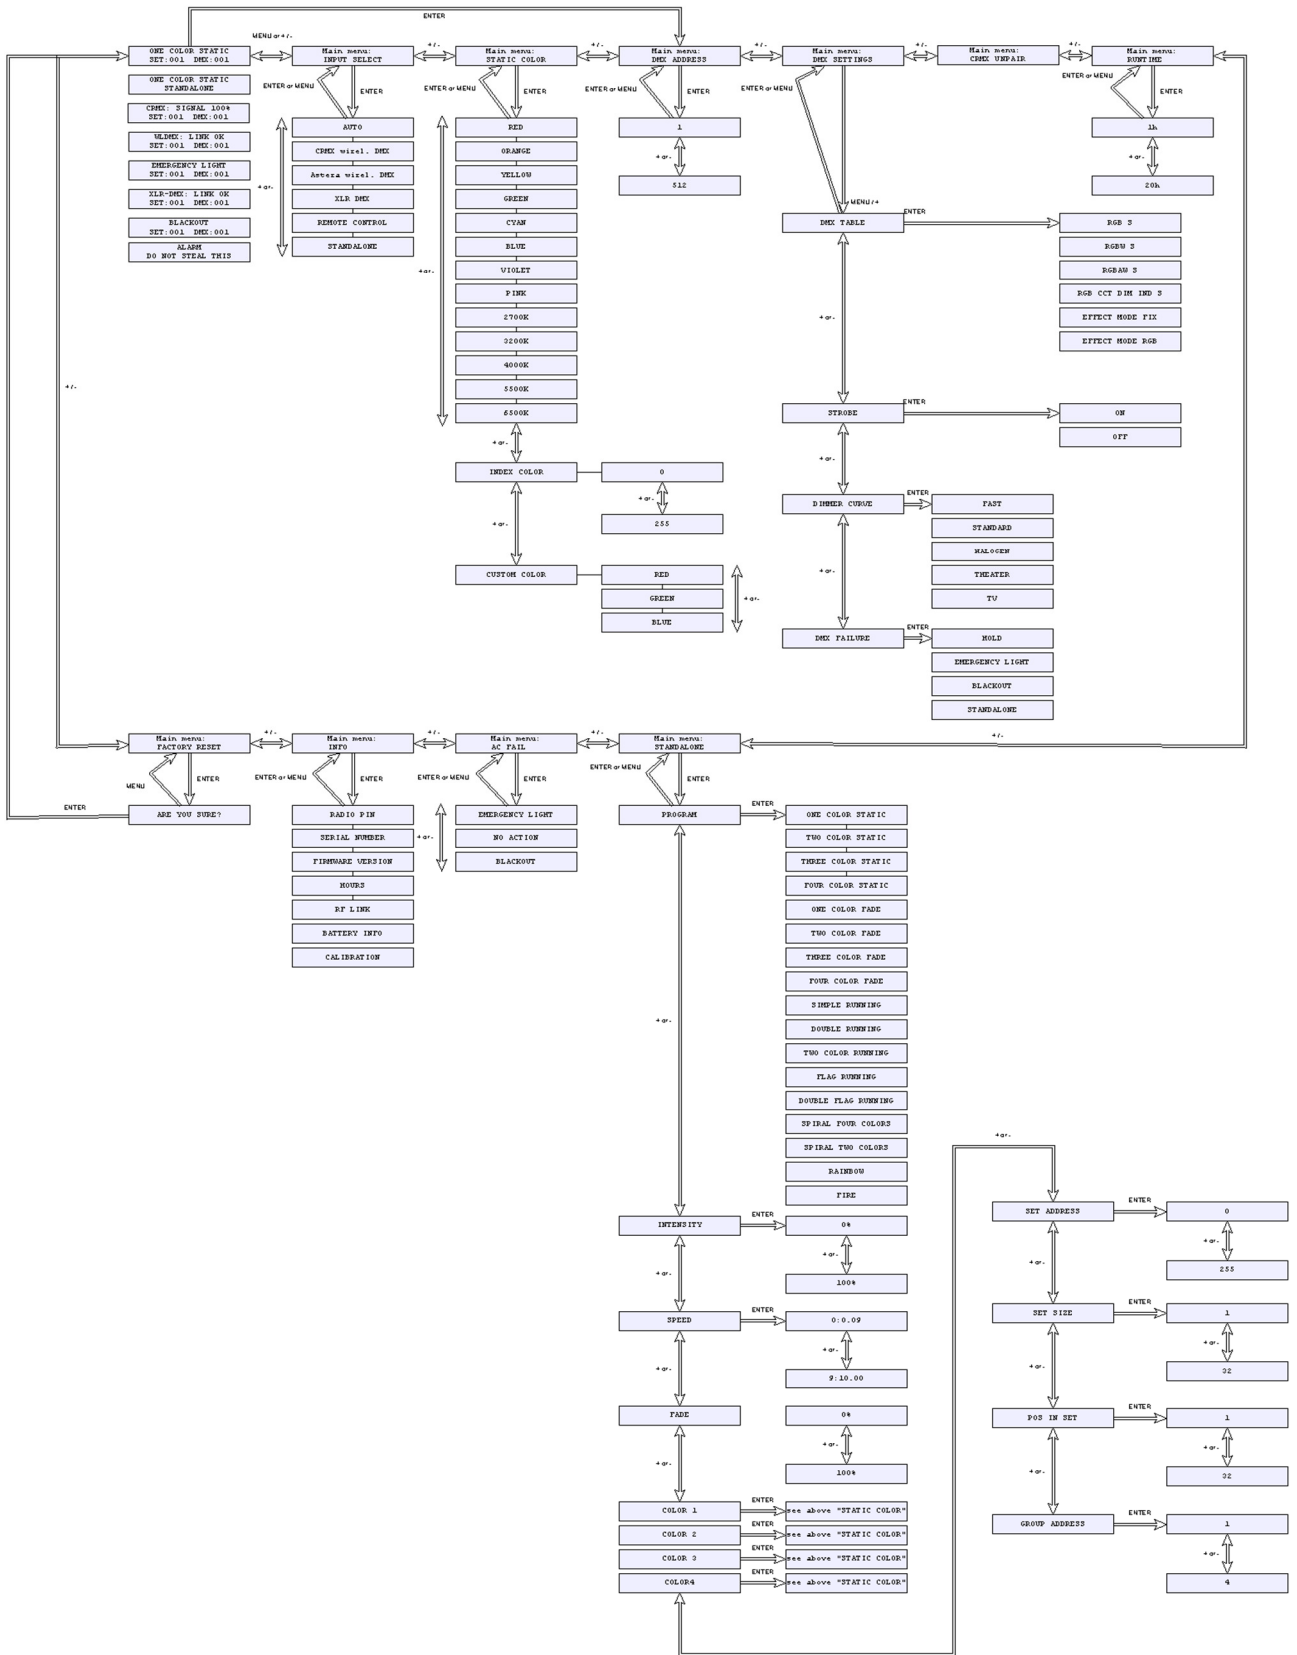 ENTER
MENU or +/-
+/-
+/-
+/-
+/-
+/-
ONE COLOR STATIC
SET:001 DMX:001
Main menu:
INPUT SELECT
Main menu:
STATIC COLOR
Main menu:
DMX ADDRESS
Main menu:
DMX SETTINGS
Main menu:
CRMX UNPAIR
Main menu:
RUNTIME
ONE COLOR STATIC
STANDALONE
CRMX: SIGNAL 100%
SET:001 DMX:001
WLDMX: LINK OK
SET:001 DMX:001
EMERGENCY LIGHT
SET:001 DMX:001
XLR-DMX: LINK OK
SET:001 DMX:001
BLACKOUT
SET:001 DMX:001
ALARM
DO NOT STEAL THIS
ENTER or MENU
ENTER
AUTO
CRMX wirel. DMX
Astera wirel. DMX
XLR DMX
REMOTE CONTROL
STANDALONE
+ or -
ENTER or MENU
ENTER
RED
ORANGE
YELLOW
GREEN
CYAN
BLUE
VIOLET
PINK
2700K
3200K
4000K
5500K
6500K
+ or -
+ or -
INDEX COLOR
0
+ or -
255
+ or -
CUSTOM COLOR
RED
GREEN
BLUE
+ or -
ENTER or MENU
ENTER
1
+ or -
512
ENTER or MENU
MENU / +
DMX TABLE
ENTER
RGB S
RGBW S
RGBAW S
RGB CCT DIM IND S
EFFECT MODE FIX
EFFECT MODE RGB
+ or -
STROBE
ENTER
ON
OFF
+ or -
DIMMER CURVE
ENTER
FAST
STANDARD
HALOGEN
THEATER
TV
+ or -
DMX FAILURE
ENTER
HOLD
EMERGENCY LIGHT
BLACKOUT
STANDALONE
ENTER or MENU
ENTER
1h
+ or -
20h
+/-
Main menu:
FACTORY RESET
+/-
Main menu:
INFO
+/-
Main menu:
AC FAIL
+/-
Main menu:
STANDALONE
+/-
MENU
ENTER
ENTER
ARE YOU SURE?
ENTER or MENU
ENTER
RADIO PIN
SERIAL NUMBER
FIRMWARE VERSION
HOURS
RF LINK
BATTERY INFO
CALIBRATION
ENTER or MENU
ENTER
+ or -
EMERGENCY LIGHT
NO ACTION
BLACKOUT
ENTER or MENU
ENTER
PROGRAM
ENTER
ONE COLOR STATIC
TWO COLOR STATIC
THREE COLOR STATIC
FOUR COLOR STATIC
ONE COLOR FADE
TWO COLOR FADE
THREE COLOR FADE
FOUR COLOR FADE
SIMPLE RUNNING
DOUBLE RUNNING
TWO COLOR RUNNING
FLAG RUNNING
DOUBLE FLAG RUNNING
SPIRAL FOUR COLORS
SPIRAL TWO COLORS
RAINBOW
FIRE
+ or -
INTENSITY
ENTER
0%
+ or -
100%
+ or -
SPEED
ENTER
0:0.09
+ or -
9:10.00
+ or -
FADE
0%
+ or -
100%
+ or -
COLOR 1
ENTER
see above "STATIC COLOR"
COLOR 2
ENTER
see above "STATIC COLOR"
COLOR 3
ENTER
see above "STATIC COLOR"
COLOR4
ENTER
see above "STATIC COLOR"
+ or -
SET ADDRESS
ENTER
0
+ or -
255
+ or -
SET SIZE
ENTER
1
+ or -
32
+ or -
POS IN SET
ENTER
1
+ or -
32
+ or -
GROUP ADDRESS
ENTER
1
+ or -
4